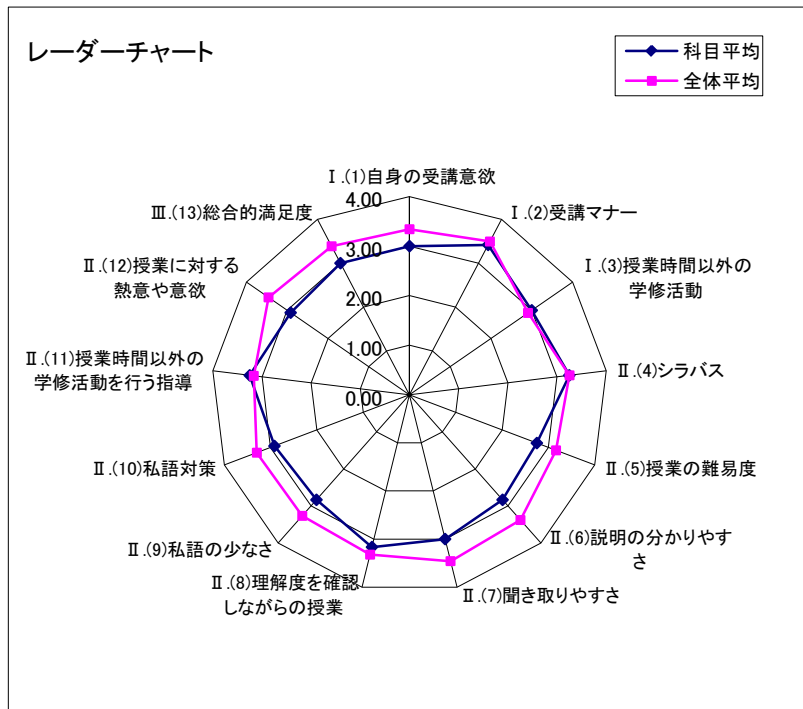 レーダーチャート
科目平均
全体平均
Ⅰ.(1)自身の受講意欲
Ⅰ.(2)受講マナー
Ⅰ.(3)授業時間以外の
学修活動
Ⅱ.(4)シラバス
Ⅱ.(5)授業の難易度
Ⅱ.(6)説明の分かりやす
さ
Ⅱ.(7)聞き取りやすさ
Ⅱ.(8)理解度を確認
しながらの授業
Ⅱ.(9)私語の少なさ
Ⅱ.(10)私語対策
Ⅱ.(11)授業時間以外の
学修活動を行う指導
Ⅱ.(12)授業に対する
熱意や意欲
Ⅲ.(13)総合的満足度
4.00
3.00
2.00
1.00
0.00